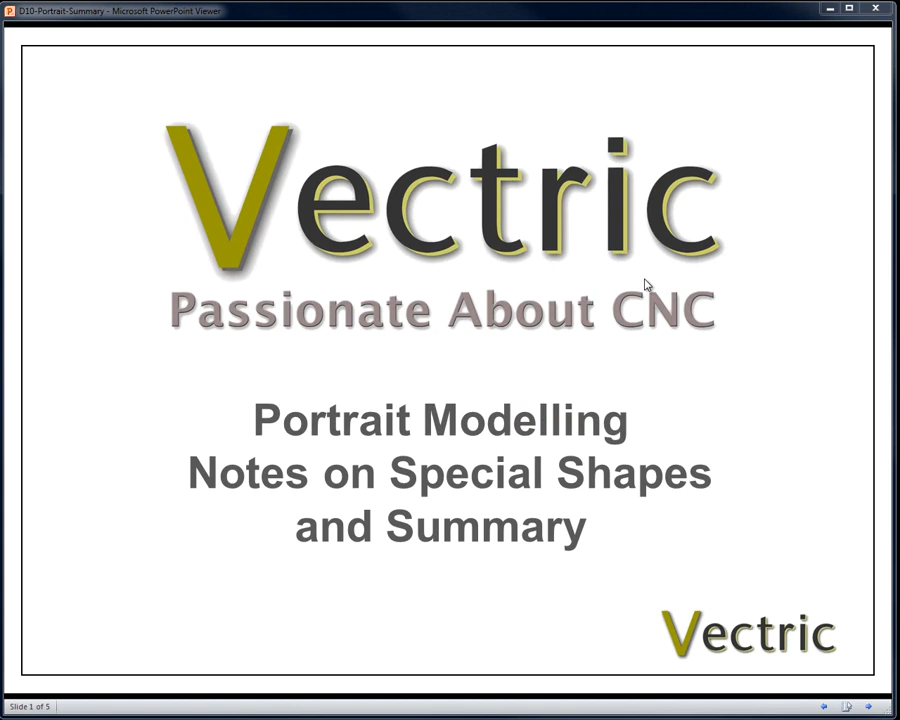 D10-Portrait-Summary - Microsoft PowerPoint Viewer
Vectric
Passionate About CNC
Portrait Modelling
Notes on Special Shapes
and Summary
Vectric
Slide 1 of 5